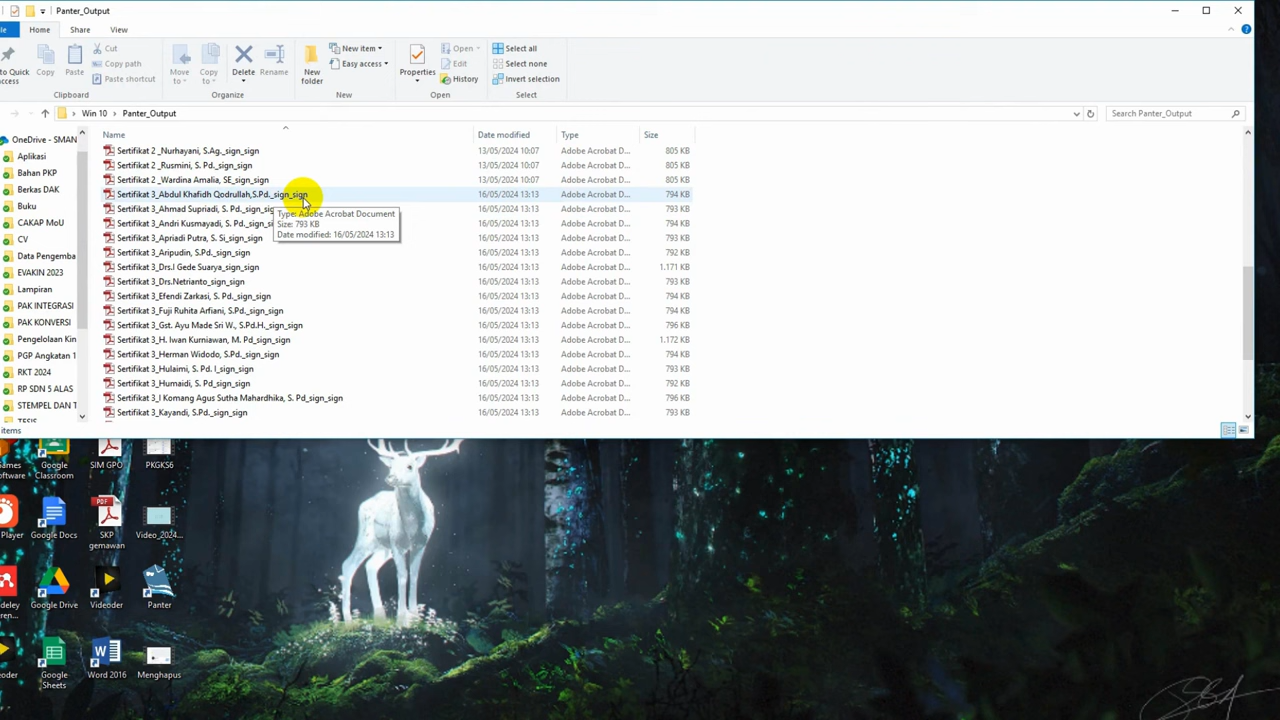 Panter_Output
Home Share View
Cut
Copy path
Paste shortcut
Copy
Paste
Move to
Copy to
Delete
Rename
New folder
New item
Easy access
Properties
Open
Edit
History
Select all
Select none
Invert selection
Clipboard
Organize
New
Open
Select
Win 10 > Panter_Output
Search Panter_Output
Name Date modified Type Size
Sertifikat 2 _Nurhayani, S.Ag._sign_sign 13/05/2024 10:07 Adobe Acrobat D... 805 KB
Sertifikat 2 _Rusmini, S. Pd._sign_sign 13/05/2024 10:07 Adobe Acrobat D... 805 KB
Sertifikat 2 _Wardina Amalia, SE_sign_sign 13/05/2024 10:07 Adobe Acrobat D... 805 KB
Sertifikat 3_Abdul Khafidh Qodrullah,S.Pd._sign_sign 16/05/2024 13:13 Adobe Acrobat D... 794 KB
Sertifikat 3_Ahmad Supriadi, S. Pd._sig 16/05/2024 13:13 Adobe Acrobat D... 793 KB
Sertifikat 3_Andri Kusmayadi, S. Pd._s 16/05/2024 13:13 Adobe Acrobat D... 794 KB
Sertifikat 3_Apriadi Putra, S. Si_sign_sign 16/05/2024 13:13 Adobe Acrobat D... 793 KB
Sertifikat 3_Aripudin, S.Pd._sign_sign 16/05/2024 13:13 Adobe Acrobat D... 792 KB
Sertifikat 3_Drs.I Gede Suarya_sign_sign 16/05/2024 13:13 Adobe Acrobat D... 1.171 KB
Sertifikat 3_Drs.Netrianto_sign_sign 16/05/2024 13:13 Adobe Acrobat D... 793 KB
Sertifikat 3_Efendi Zarkasi, S. Pd._sign_sign 16/05/2024 13:13 Adobe Acrobat D... 794 KB
Sertifikat 3_Fuji Ruhita Arfiani, S.Pd._sign_sign 16/05/2024 13:13 Adobe Acrobat D... 794 KB
Sertifikat 3_Gst. Ayu Made Sri W., S.Pd.H._sign_sign 16/05/2024 13:13 Adobe Acrobat D... 796 KB
Sertifikat 3_H. Iwan Kurniawan, M. Pd_sign_sign 16/05/2024 13:13 Adobe Acrobat D... 1.172 KB
Sertifikat 3_Herman Widodo, S.Pd._sign_sign 16/05/2024 13:13 Adobe Acrobat D... 794 KB
Sertifikat 3_Hulaimi, S. Pd. I_sign_sign 16/05/2024 13:13 Adobe Acrobat D... 793 KB
Sertifikat 3_Humaidi, S. Pd_sign_sign 16/05/2024 13:13 Adobe Acrobat D... 792 KB
Sertifikat 3_I Komang Agus Sutha Mahardhika, S. Pd_sign_sign 16/05/2024 13:13 Adobe Acrobat D... 796 KB
Sertifikat 3_Kayandi, S.Pd._sign_sign 16/05/2024 13:13 Adobe Acrobat D... 793 KB
Type: Adobe Acrobat Document
Size: 793 KB
Date modified: 16/05/2024 13:13
OneDrive - SMAN
Aplikasi
Bahan PKP
Berkas DAK
Buku
CAKAP MoU
CV
Data Pengemba
EVAKIN 2023
Lampiran
PAK INTEGRASI
PAK KONVERSI
Pengelolaan Kin
PGP Angkatan 1
RKT 2024
RP SDN 5 ALAS
STEMPEL DAN T
items
Google Classroom
SIM GPO
PKGKS6
Player
Google Docs
PDF
SKP gemawan
Video_2024...
Google Drive
Videoder
Panter
Google Sheets
Word 2016
Menghapus